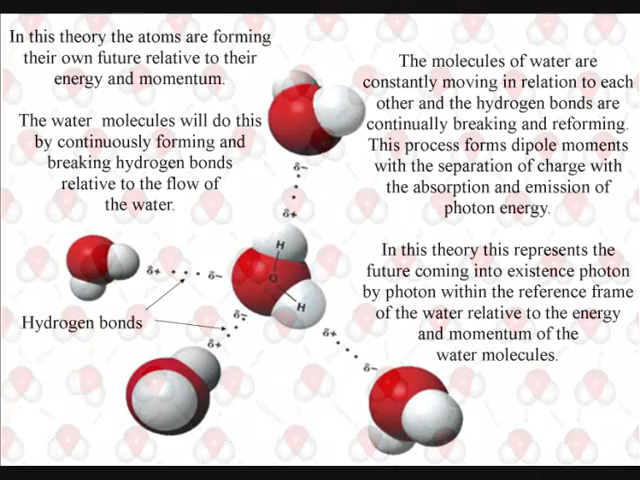 In this theory the atoms are forming
their own future relative to their
energy and momentum.
The water molecules will do this
by continuously forming and
breaking hydrogen bonds
relative to the flow of
the water.
The molecules of water are
constantly moving in relation to each
other and the hydrogen bonds are
continually breaking and reforming.
This process forms dipole moments
with the separation of charge with
the absorption and emission of
photon energy.
In this theory this represents the
future coming into existence photon
by photon within the reference frame
of the water relative to the energy
and momentum of the
water molecules.
δ−
δ+
H
O
H
δ+
δ−
Hydrogen bonds
δ−
δ+
δ+
δ−